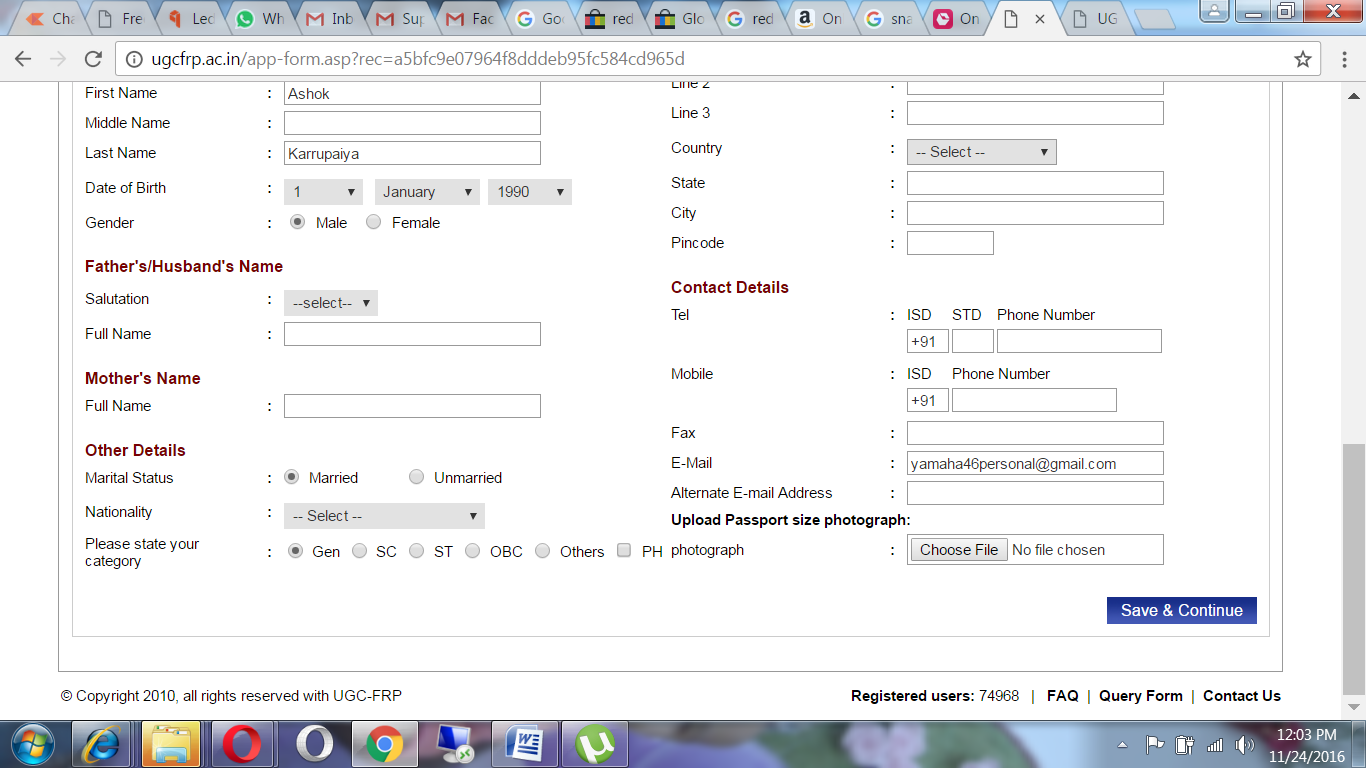 Cha
Fre
Led
Wh
Inb
Sup
Fac
Goo
red
Glo
red
On
sna
On
UG
ugcfrp.ac.in/app-form.asp?rec=a5bfc9e07964f8dddeb95fc584cd965d
First Name : Ashok
Middle Name :
Last Name : Karrupaiya
Date of Birth : 1 January 1990
Gender : Male Female
Father's/Husband's Name
Salutation : --select--
Full Name :
Mother's Name
Full Name :
Other Details
Marital Status : Married Unmarried
Nationality : -- Select --
Please state your
category : Gen SC ST OBC Others PH
Line 2 :
Line 3 :
Country : -- Select --
State :
City :
Pincode :
Contact Details
Tel : ISD STD Phone Number
+91
Mobile : ISD Phone Number
+91
Fax :
E-Mail : yamaha46personal@gmail.com
Alternate E-mail Address :
Upload Passport size photograph:
photograph : Choose File No file chosen
Save & Continue
© Copyright 2010, all rights reserved with UGC-FRP
Registered users: 74968 | FAQ | Query Form | Contact Us
12:03 PM
11/24/2016